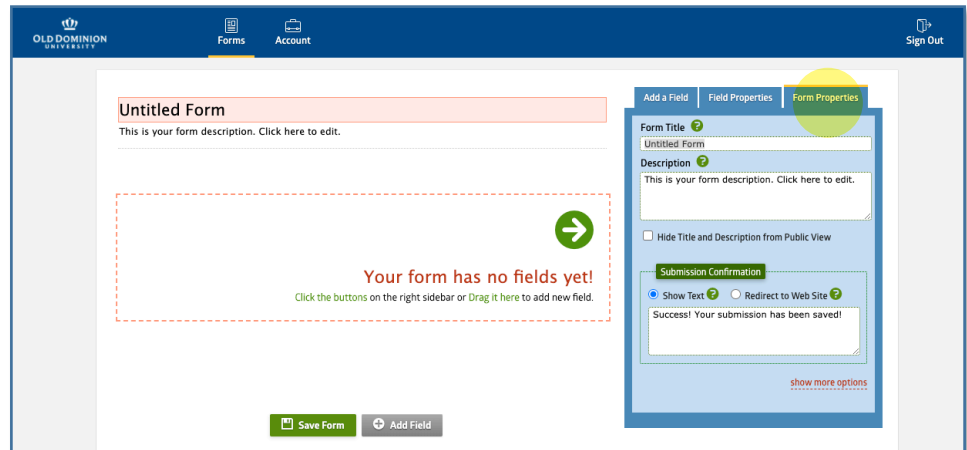 OLD DOMINION
UNIVERSITY
Forms
Account
Sign Out
Untitled Form
This is your form description. Click here to edit.
Your form has no fields yet!
Click the buttons on the right sidebar or Drag it here to add new field.
Save Form
Add Field
Add a Field
Field Properties
Form Properties
Form Title ?
Untitled Form
Description ?
This is your form description. Click here to edit.
Hide Title and Description from Public View
Submission Confirmation
Show Text ? Redirect to Web Site ?
Success! Your submission has been saved!
show more options